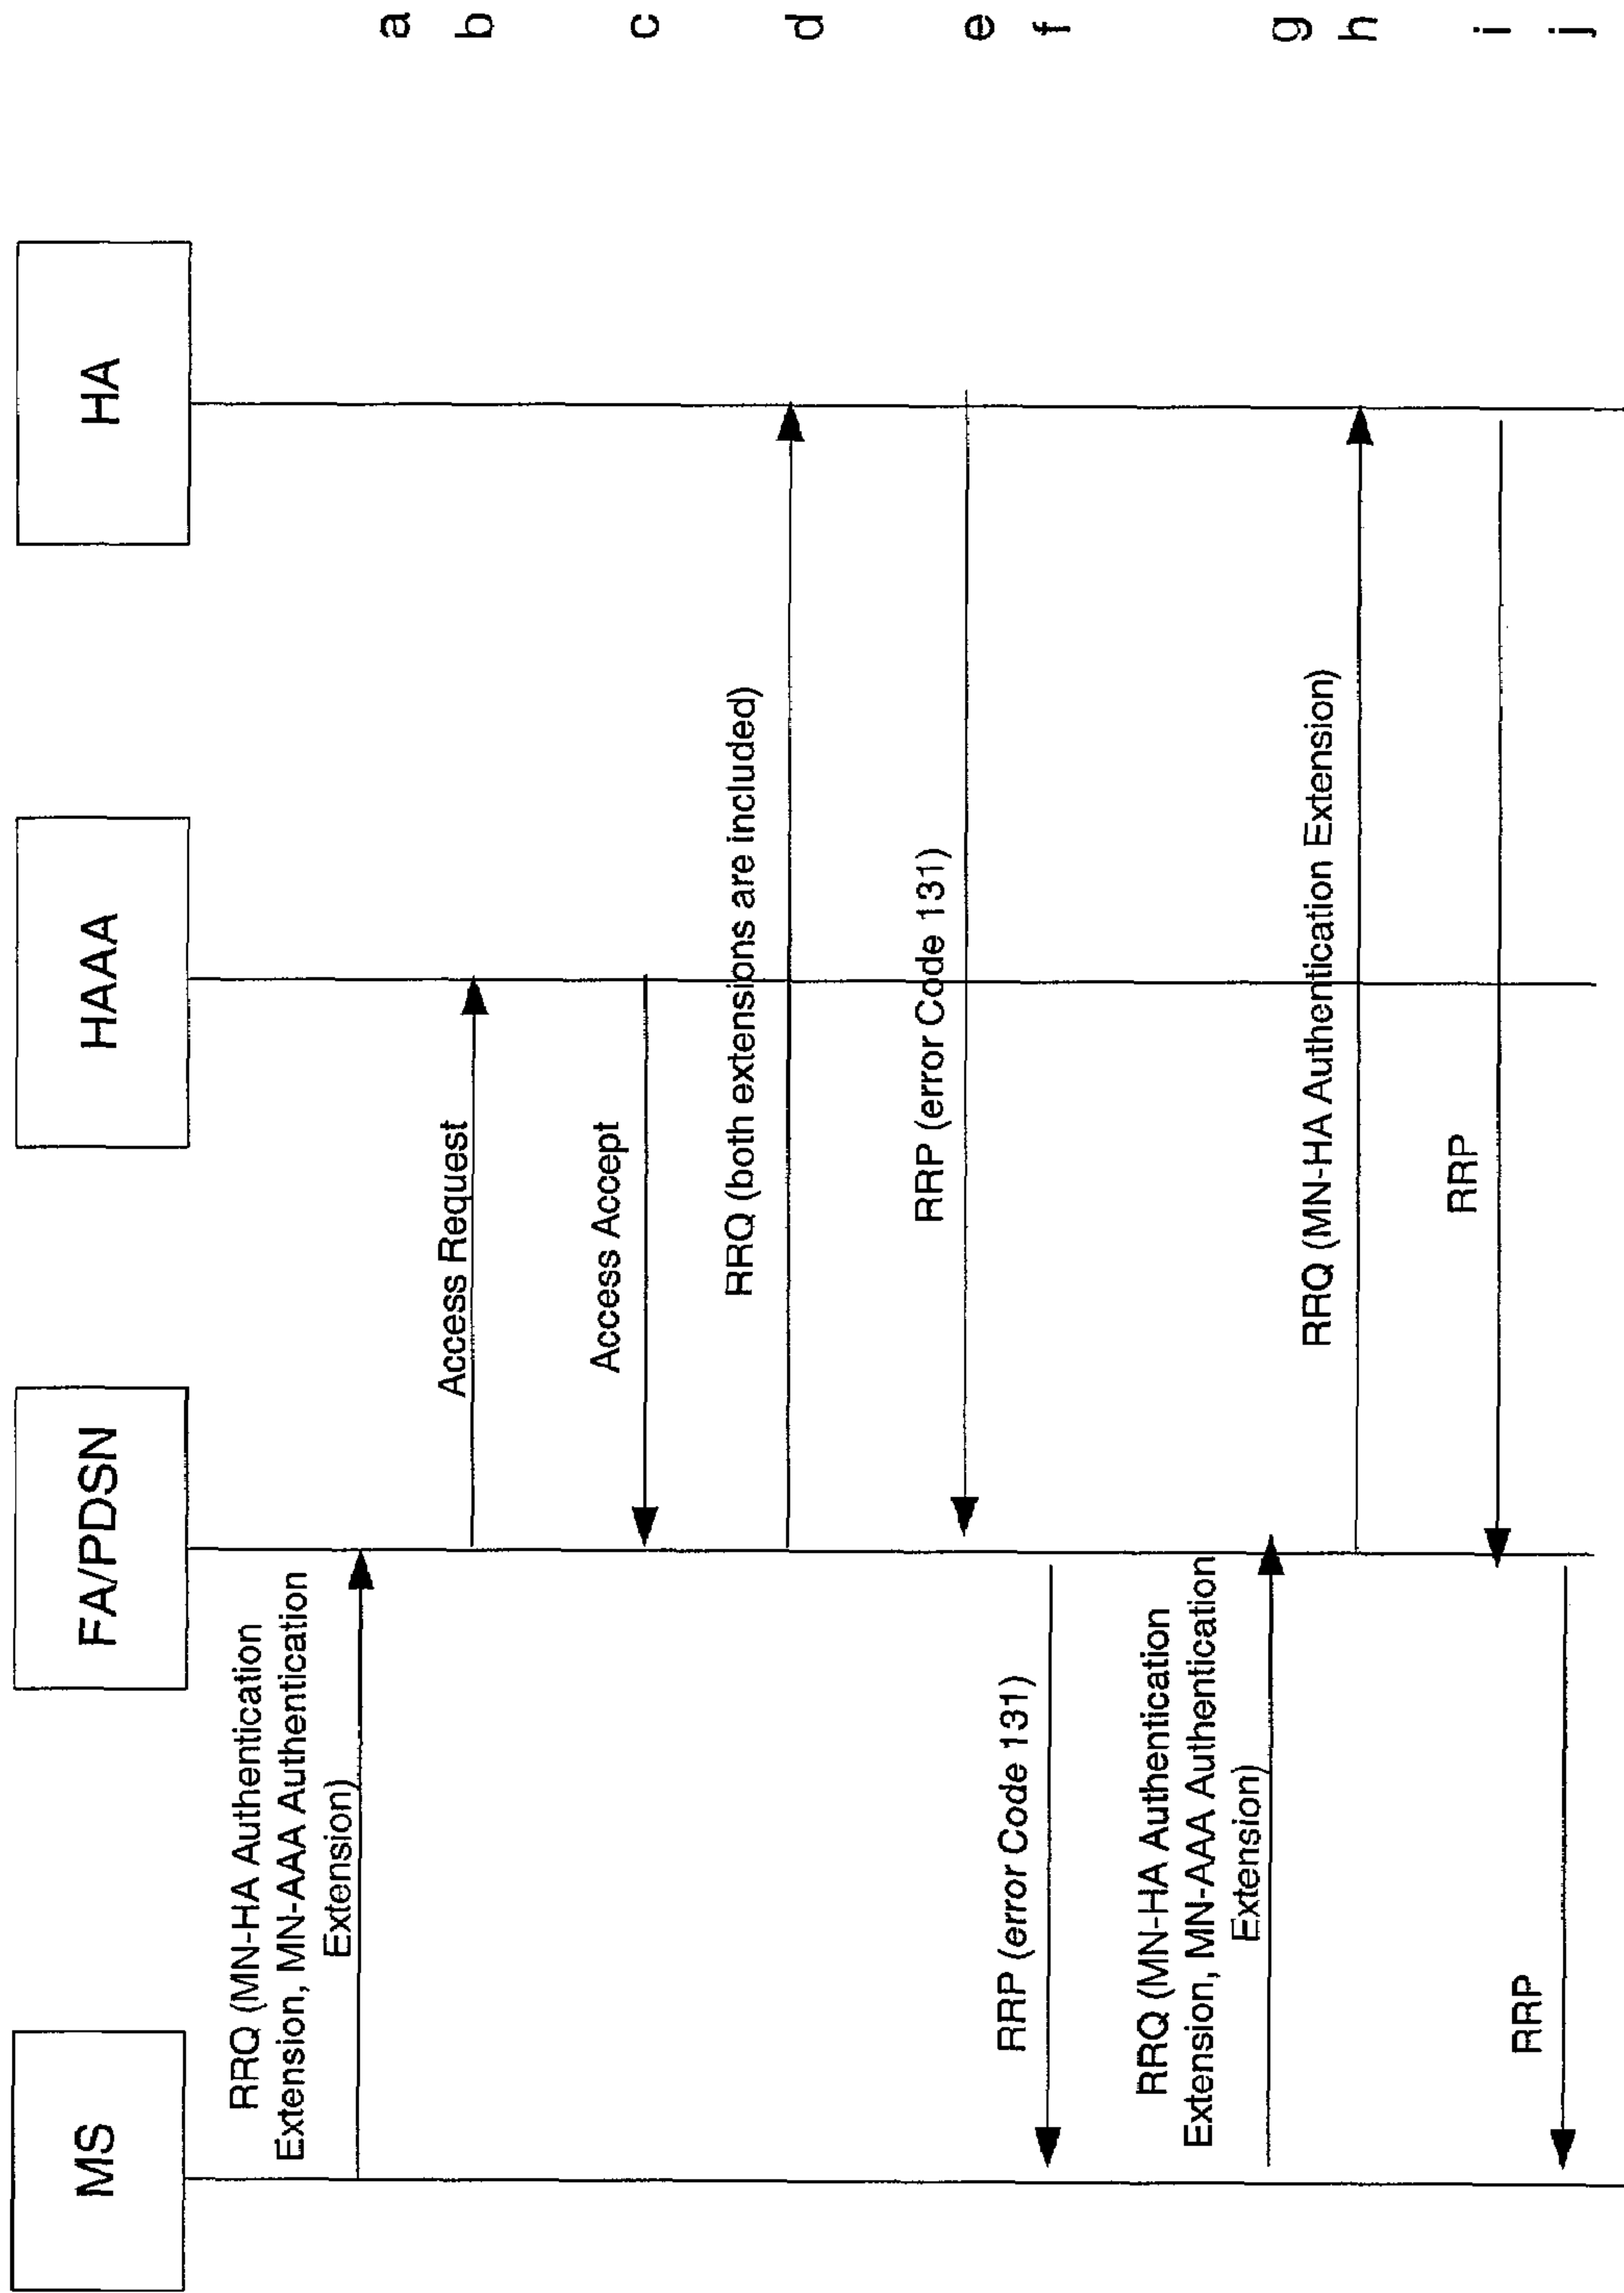 MS
FA/PDSN
HAAA
HA
RRQ (MN-HA Authentication
Extension, MN-AAA Authentication
Extension)
a
Access Request
b
Access Accept
c
RRQ (both extensions are included)
d
RRP (error Code 131)
e
RRP (error Code 131)
f
RRQ (MN-HA Authentication
Extension, MN-AAA Authentication
Extension)
g
RRQ (MN-HA Authentication Extension)
h
RRP
i
RRP
j